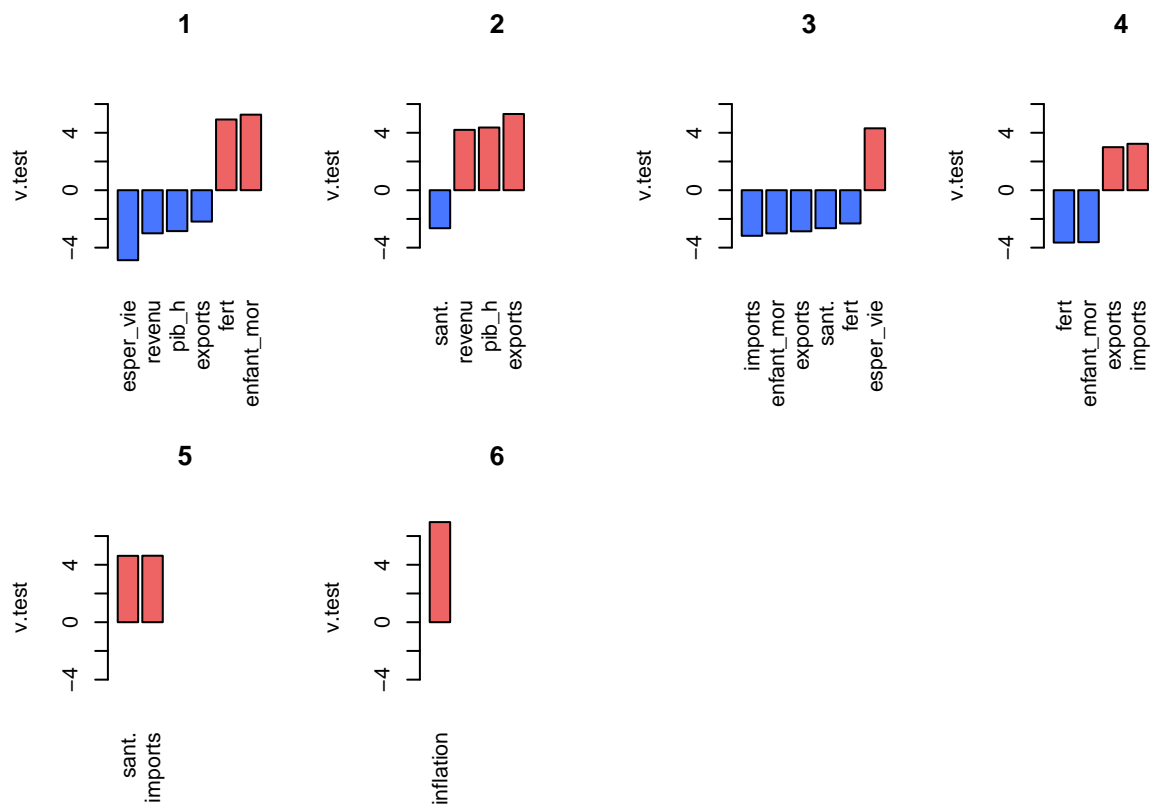 1
2
3
4
v.test
−4
0
4
esper_vie
revenu
pib_h
exports
fert
enfant_mor
v.test
−4
0
4
sant.
revenu
pib_h
exports
v.test
−4
0
4
imports
enfant_mor
exports
sant.
fert
esper_vie
v.test
−4
0
4
fert
enfant_mor
exports
imports
5
6
v.test
−4
0
4
sant.
imports
v.test
−4
0
4
inflation